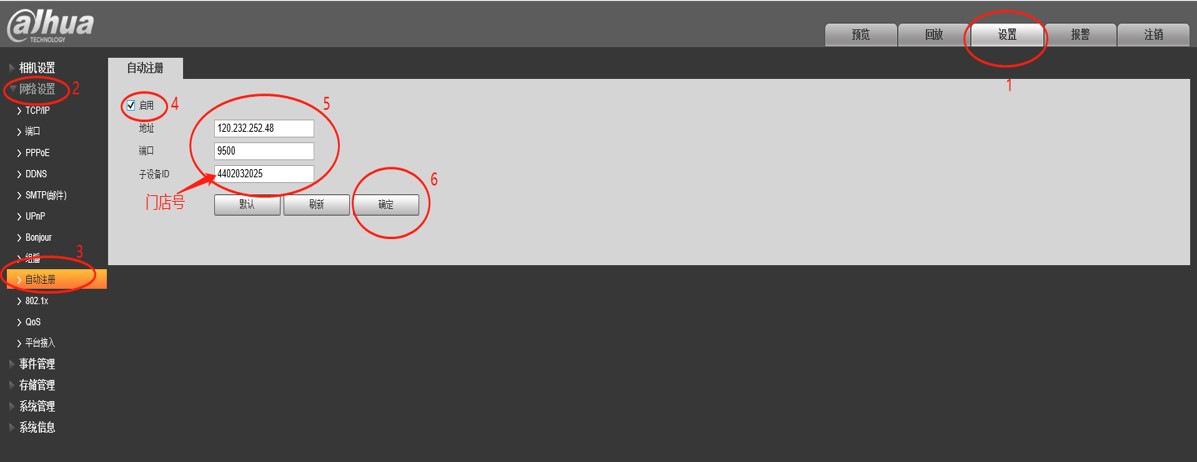 alhua
TECHNOLOGY
预览 回放 设置 报警 注销
1
相机设置
网络设置 2
TCP/IP
端口
PPPoE
DDNS
SMTP(邮件)
UPnP
Bonjour
组播
3
自动注册
802.1x
QoS
平台接入
事件管理
存储管理
系统管理
系统信息
自动注册
启用 4
5
地址 120.232.252.48
端口 9500
子设备ID 4402032025
门店号
默认 刷新 确定
6